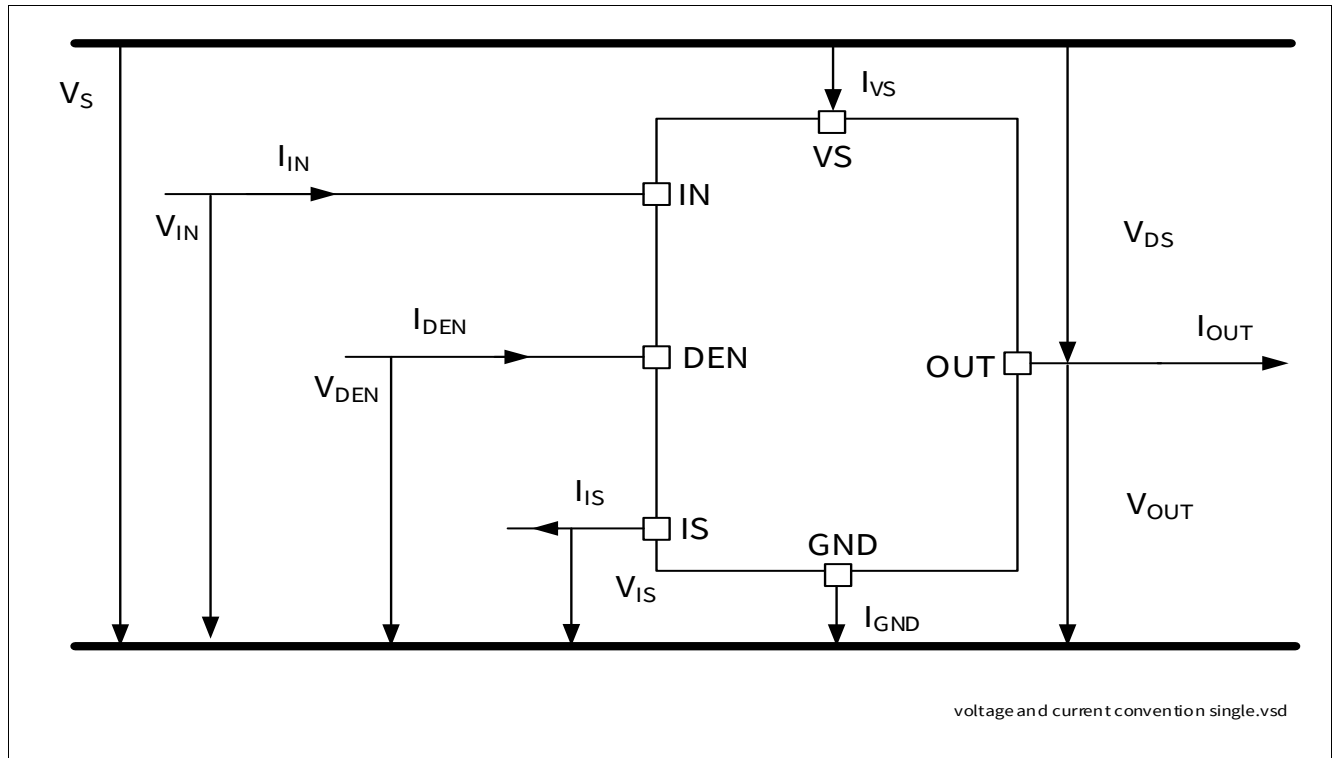 V_S
I_VS
VS
I_IN
IN
V_IN
V_DS
I_DEN
DEN
V_DEN
I_OUT
OUT
I_IS
IS
V_IS
V_OUT
GND
I_GND
voltage and current convention single.vsd